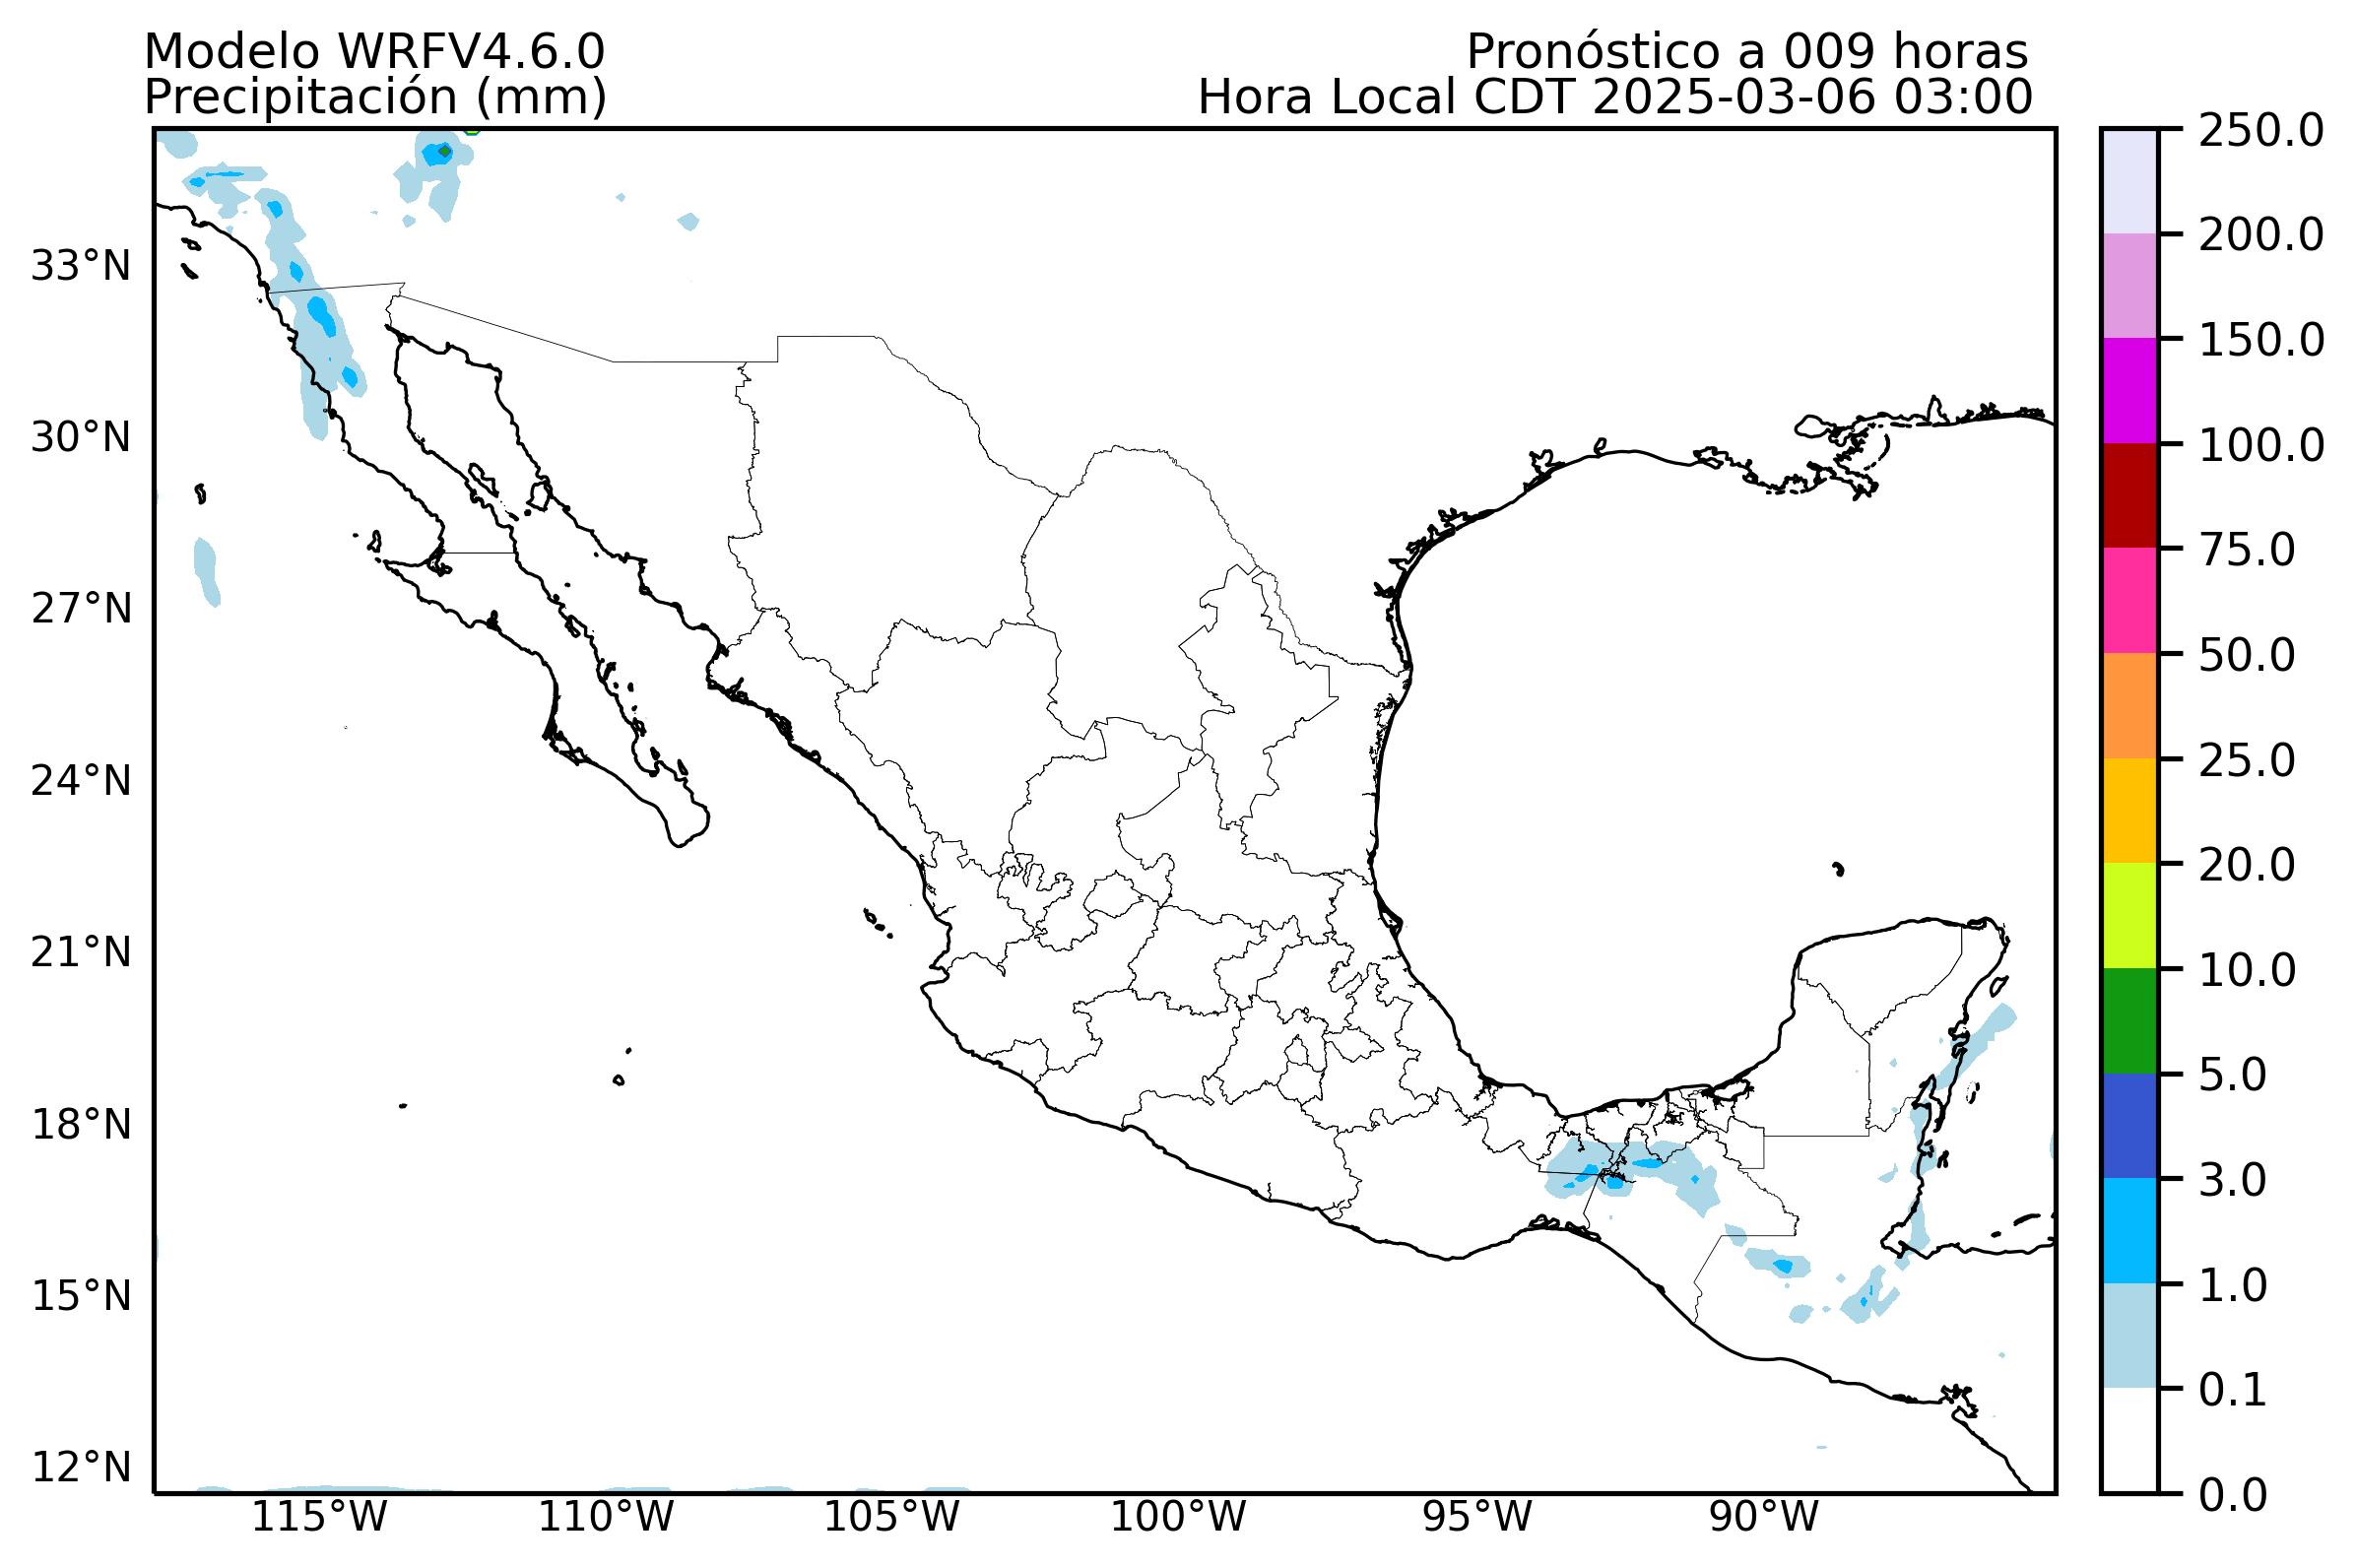 Modelo WRFV4.6.0
Precipitación (mm)
Pronóstico a 009 horas
Hora Local CDT 2025-03-06 03:00
33°N
30°N
27°N
24°N
21°N
18°N
15°N
12°N
115°W
110°W
105°W
100°W
95°W
90°W
250.0
200.0
150.0
100.0
75.0
50.0
25.0
20.0
10.0
5.0
3.0
1.0
0.1
0.0